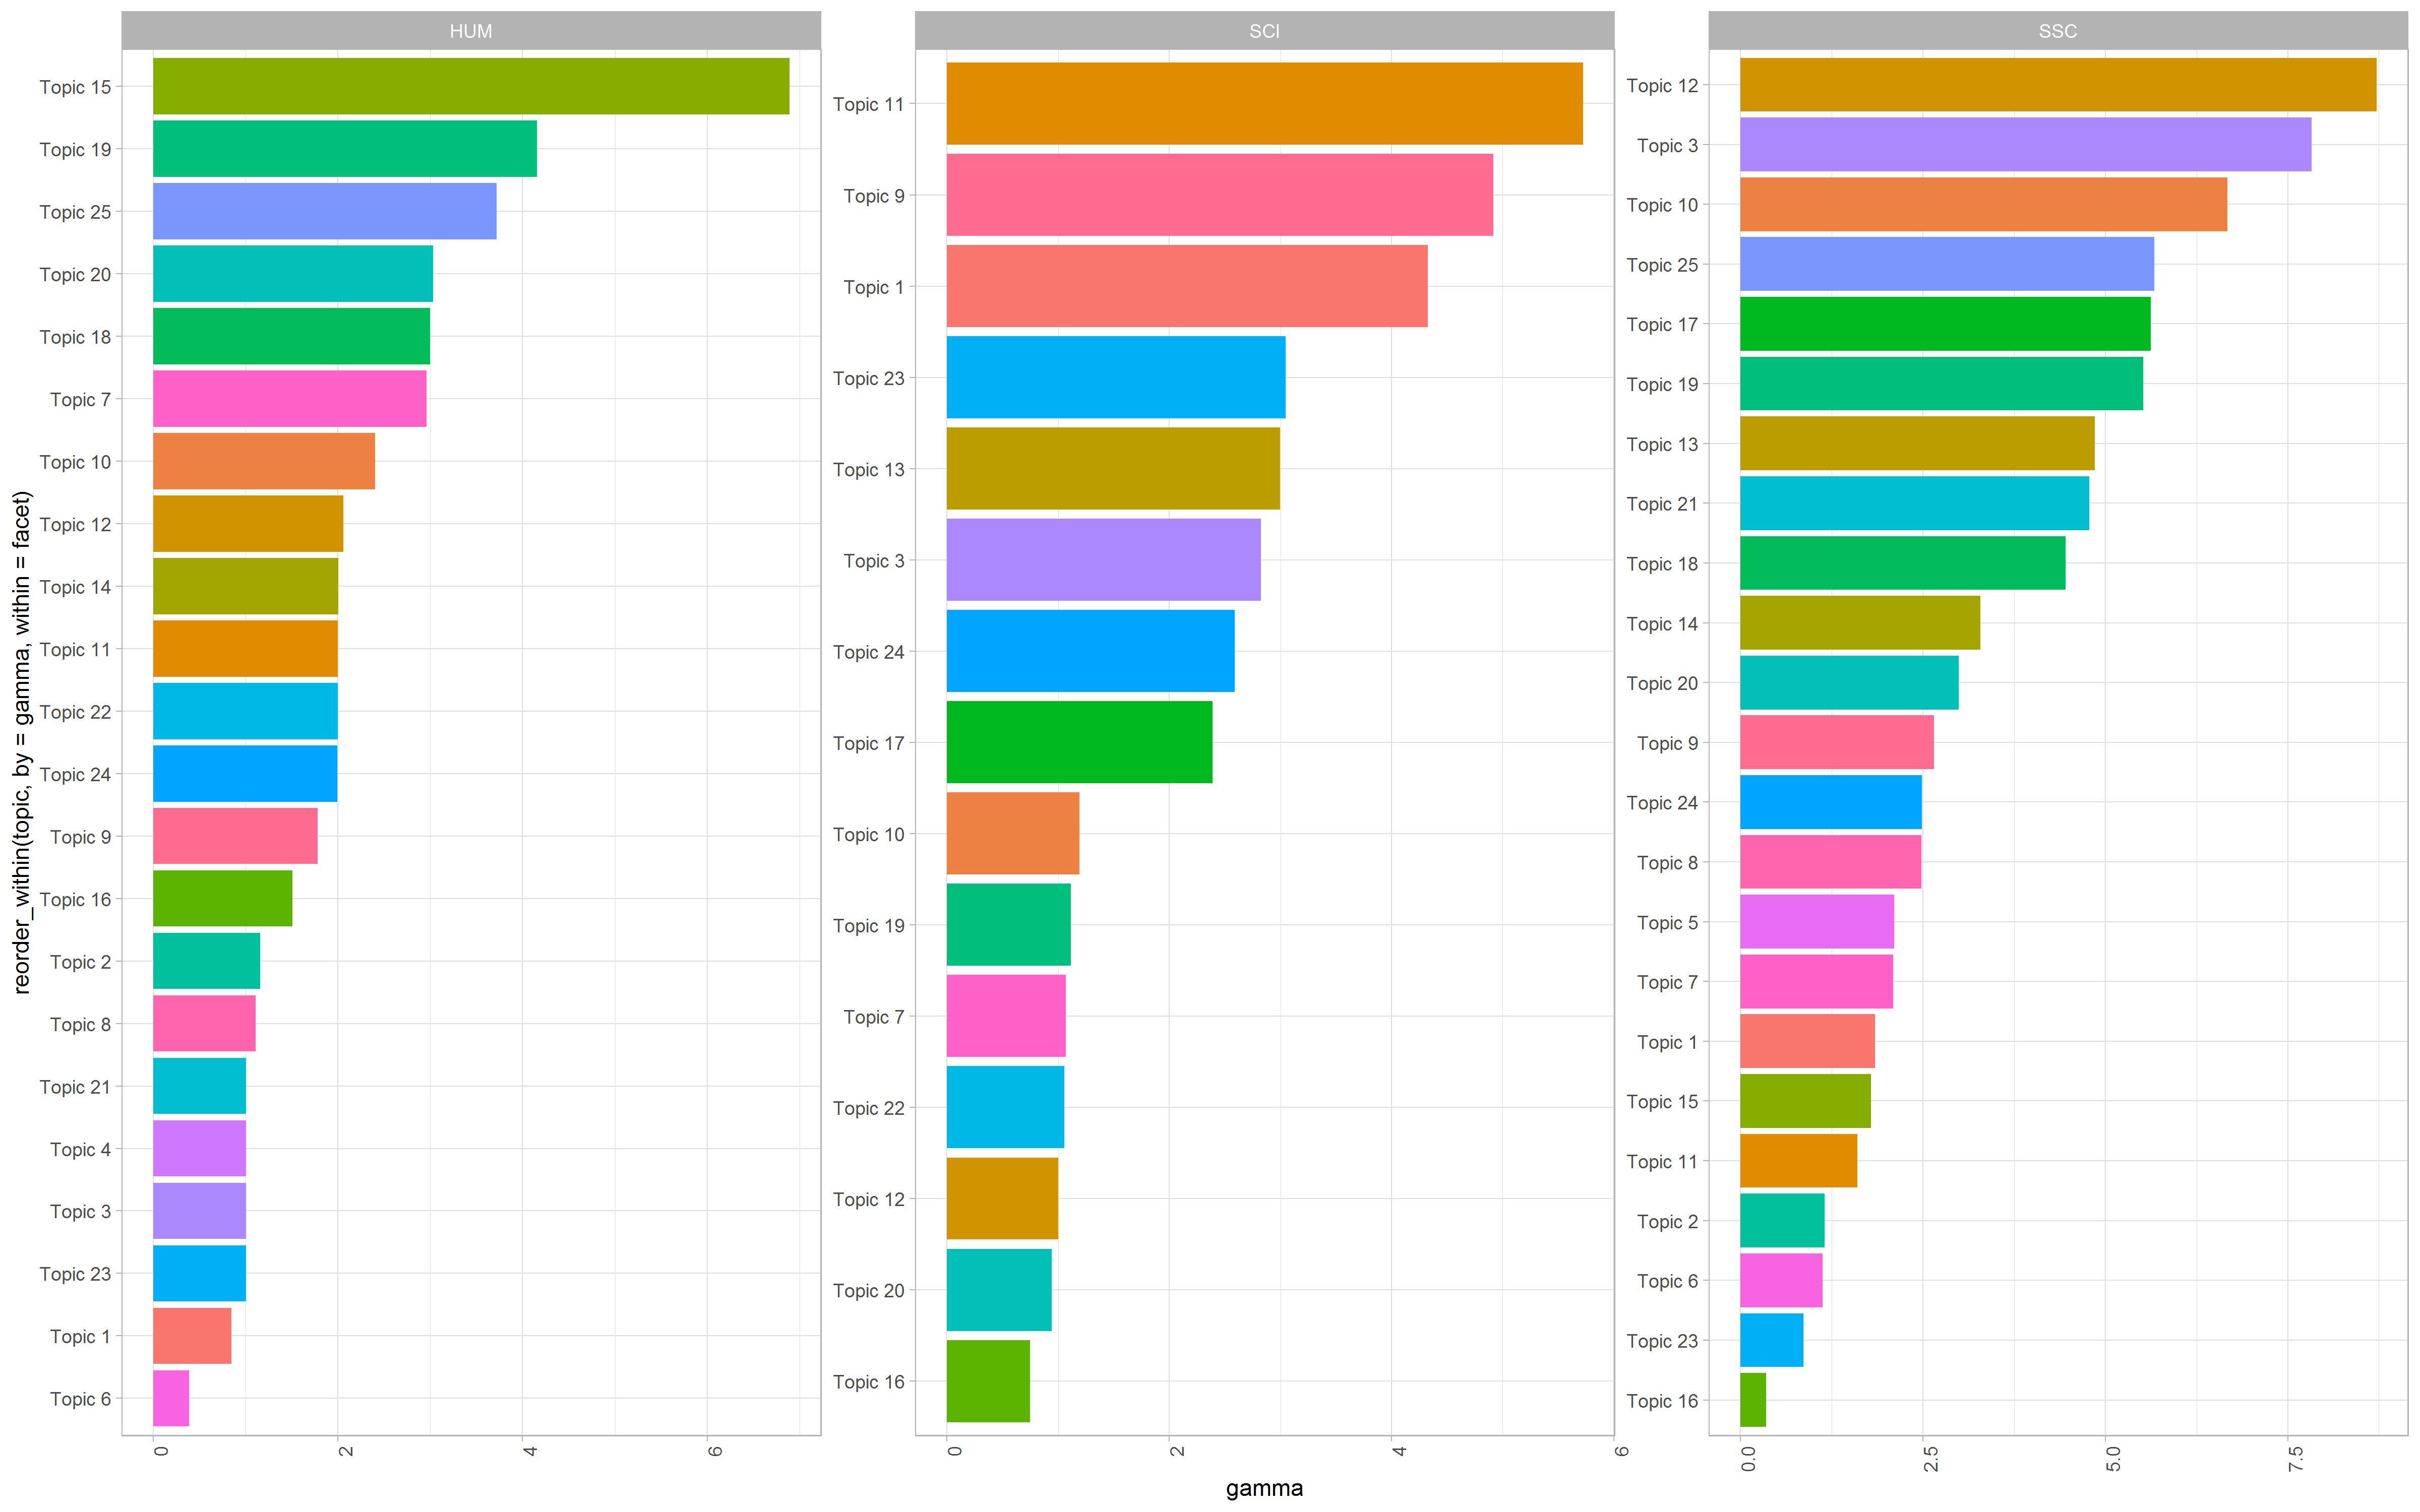 HUM
SCI
SSC
reorder_within(topic, by = gamma, within = facet)
Topic 15
Topic 19
Topic 25
Topic 20
Topic 18
Topic 7
Topic 10
Topic 12
Topic 14
Topic 11
Topic 22
Topic 24
Topic 9
Topic 16
Topic 2
Topic 8
Topic 21
Topic 4
Topic 3
Topic 23
Topic 1
Topic 6
0
2
4
6
Topic 11
Topic 9
Topic 1
Topic 23
Topic 13
Topic 3
Topic 24
Topic 17
Topic 10
Topic 19
Topic 7
Topic 22
Topic 12
Topic 20
Topic 16
0
2
4
6
Topic 12
Topic 3
Topic 10
Topic 25
Topic 17
Topic 19
Topic 13
Topic 21
Topic 18
Topic 14
Topic 20
Topic 9
Topic 24
Topic 8
Topic 5
Topic 7
Topic 1
Topic 15
Topic 11
Topic 2
Topic 6
Topic 23
Topic 16
0.0
2.5
5.0
7.5
gamma